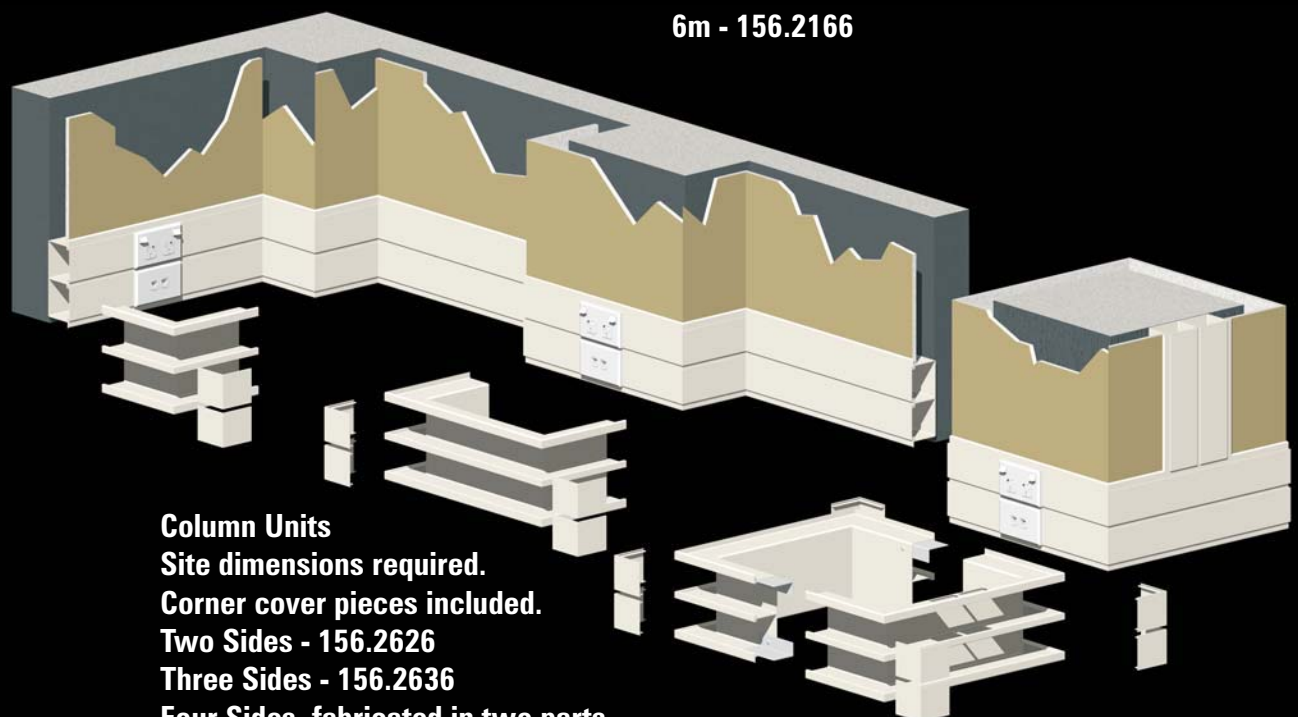 6m - 156.2166
Column Units
Site dimensions required.
Corner cover pieces included.
Two Sides - 156.2626
Three Sides - 156.2636
Four Sides, fabricated in two parts